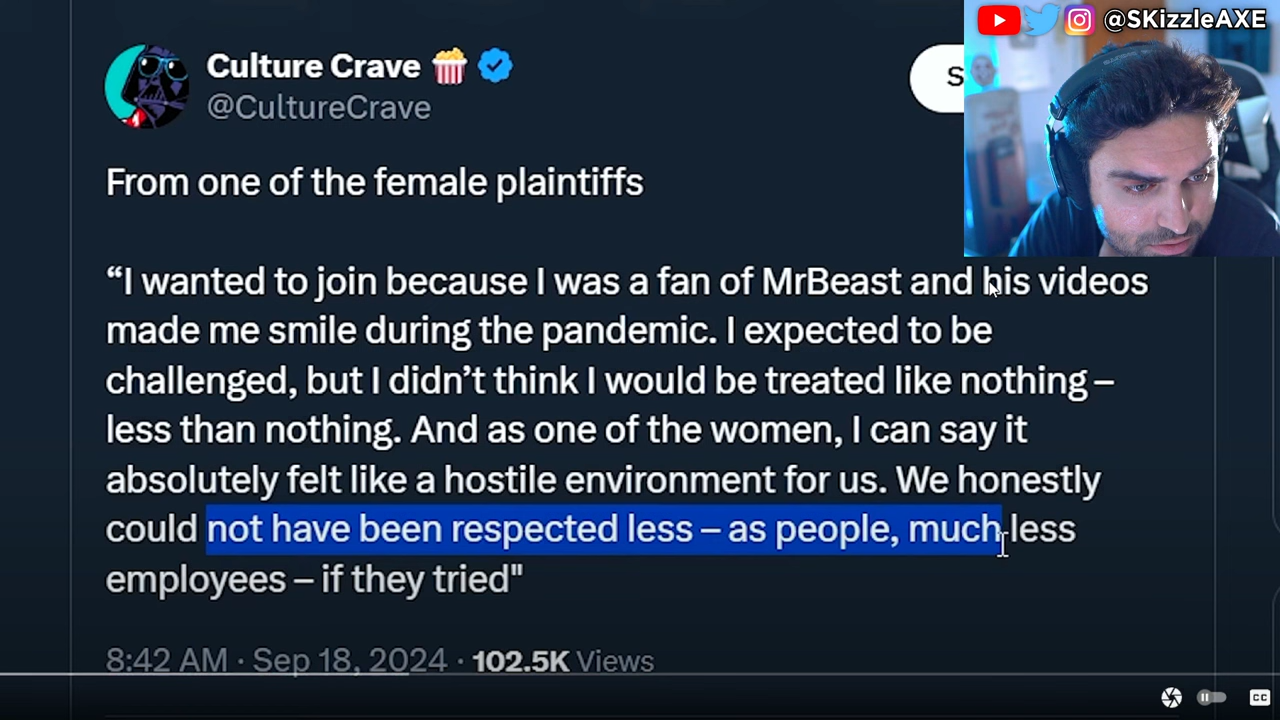 @SKizzleAXE
Culture Crave
@CultureCrave
S
From one of the female plaintiffs
“I wanted to join because I was a fan of MrBeast and his videos
made me smile during the pandemic. I expected to be
challenged, but I didn’t think I would be treated like nothing –
less than nothing. And as one of the women, I can say it
absolutely felt like a hostile environment for us. We honestly
could not have been respected less – as people, much less
employees – if they tried"
8:42 AM · Sep 18, 2024 · 102.5K Views
CC